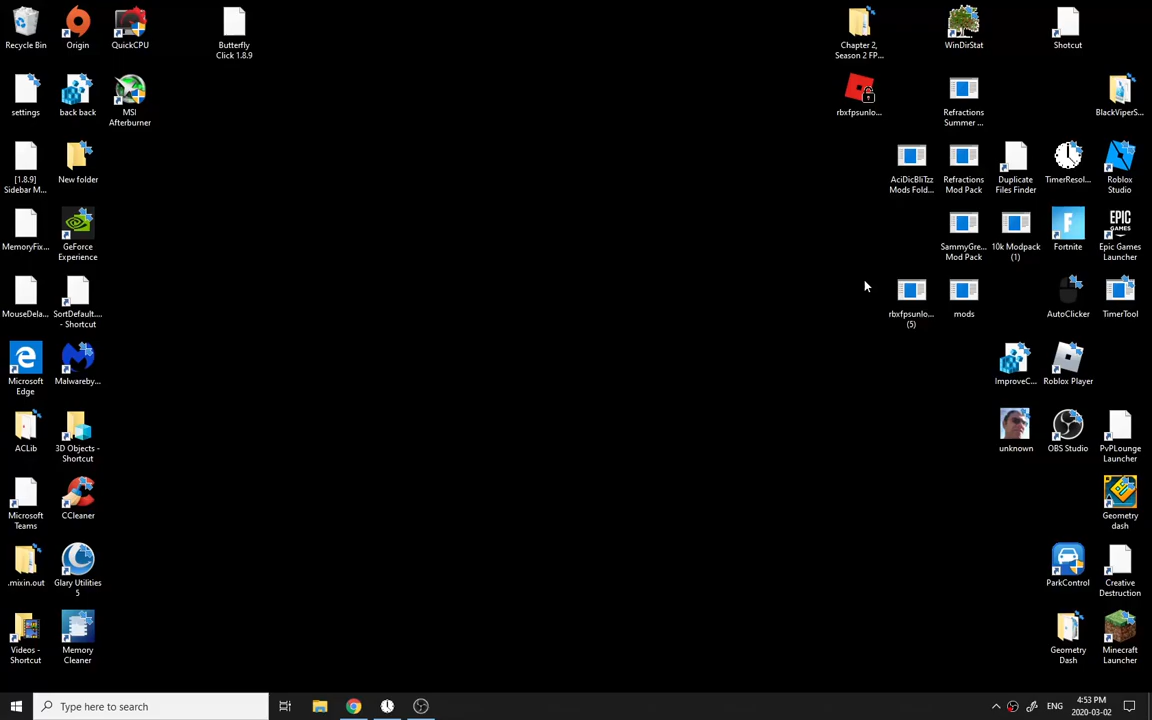 Recycle Bin
Origin
QuickCPU
Butterfly
Click 1.8.9
Chapter 2,
Season 2 FP...
WinDirStat
Shotcut
settings
back back
MSI
Afterburner
rbxfpsunlo...
Refractions
Summer ...
BlackViperS...
[1.8.9]
Sidebar M...
New folder
AciDicBliTzz
Mods Fold...
Refractions
Mod Pack
Duplicate
Files Finder
TimerResol...
Roblox
Studio
MemoryFix...
GeForce
Experience
SammyGre...
Mod Pack
10k Modpack
(1)
Fortnite
EPIC
GAMES
Epic Games
Launcher
MouseDela...
SortDefault....
- Shortcut
rbxfpsunlo...
(5)
mods
AutoClicker
TimerTool
Microsoft
Edge
Malwareby...
ImproveC...
Roblox Player
ACLib
3D Objects -
Shortcut
unknown
OBS Studio
PvPLounge
Launcher
Microsoft
Teams
CCleaner
Geometry
dash
.mixin.out
Glary Utilities
5
ParkControl
Creative
Destruction
Videos -
Shortcut
Memory
Cleaner
Geometry
Dash
Minecraft
Launcher
Type here to search
ENG
4:53 PM
2020-03-02